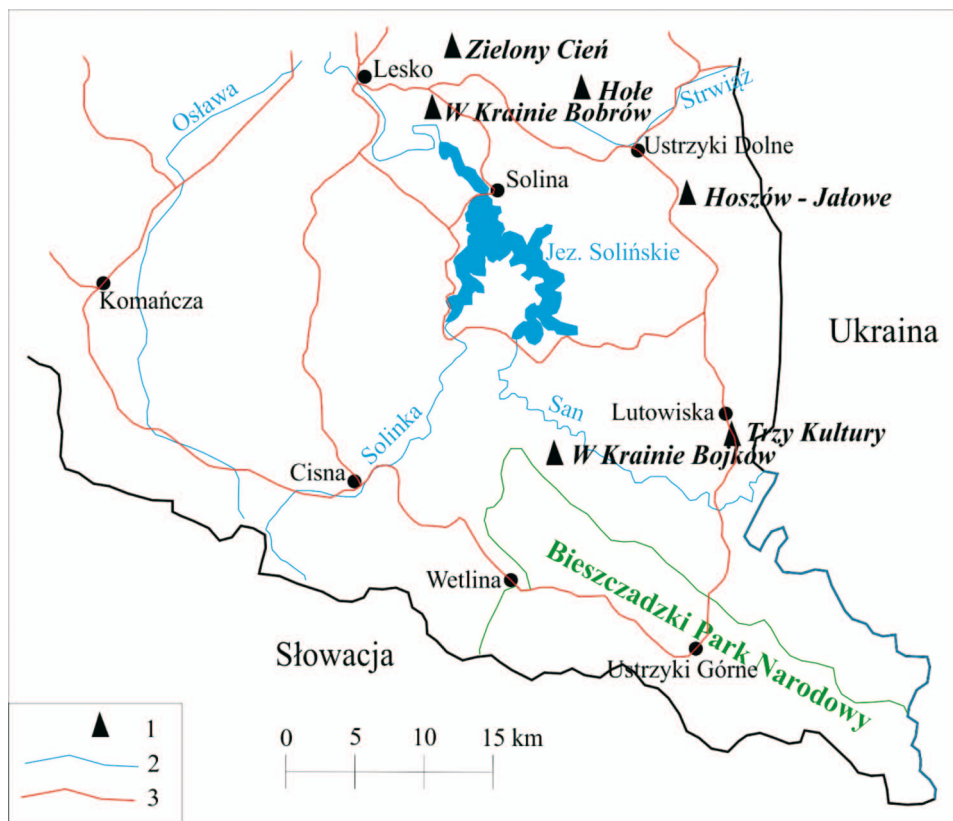 Zielony Cień
Lesko
Hołe
Strwiąż
Osława
W Krainie Bobrów
Ustrzyki Dolne
Solina
Hoszów - Jałowe
Jez. Solińskie
Komańcza
Ukraina
San
Lutowiska
Solinka
Trzy Kultury
W Krainie Bojków
Cisna
Bieszczadzki Park Narodowy
Wetlina
Słowacja
Ustrzyki Górne
1
2
3
0 5 10 15 km